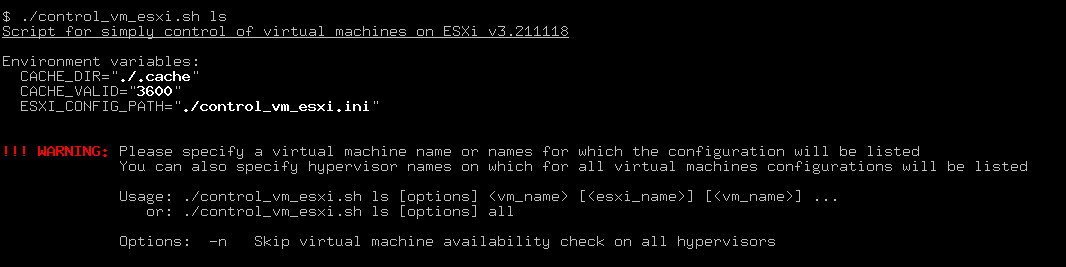 $ ./control_vm_esxi.sh ls
Script for simply control of virtual machines on ESXi v3.211118
Environment variables:
CACHE_DIR="./.cache"
CACHE_VALID="3600"
ESXI_CONFIG_PATH="./control_vm_esxi.ini"
!!! WARNING: Please specify a virtual machine name or names for which the configuration will be listed
You can also specify hypervisor names on which for all virtual machines configurations will be listed
Usage: ./control_vm_esxi.sh ls [options] <vm_name> [<esxi_name>] [<vm_name>] ...
or: ./control_vm_esxi.sh ls [options] all
Options: -n Skip virtual machine availability check on all hypervisors